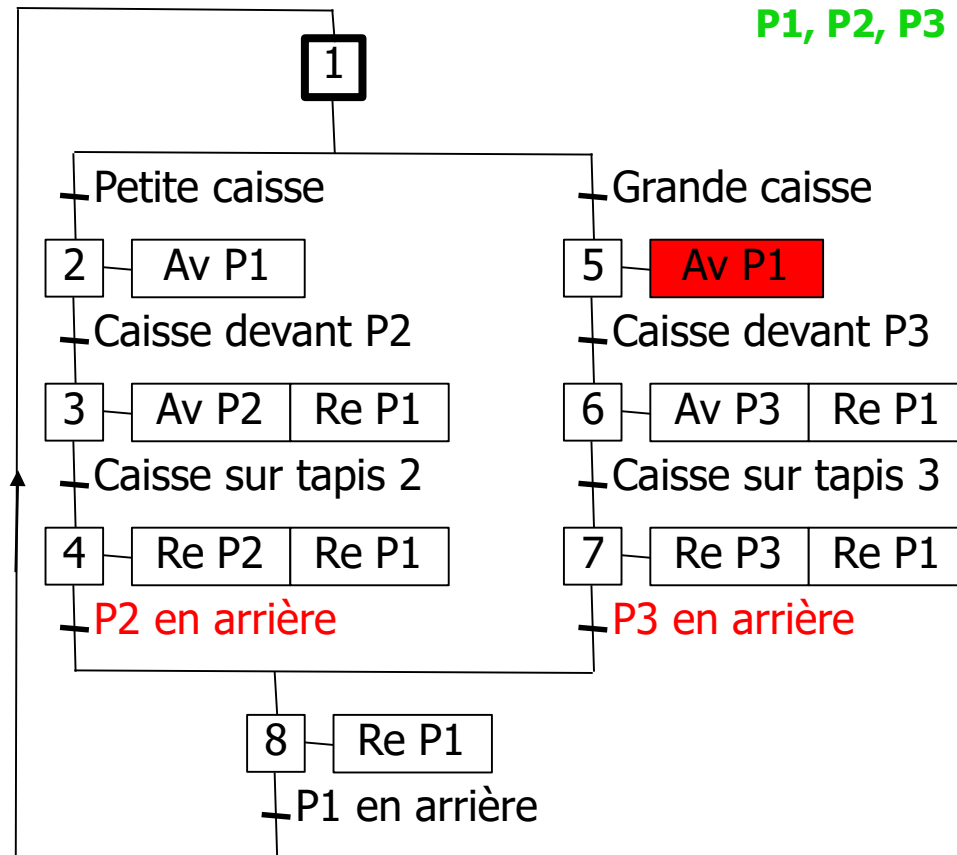 P1, P2, P3
1
Petite caisse
Grande caisse
2 Av P1
5 Av P1
Caisse devant P2
Caisse devant P3
3 Av P2 Re P1
6 Av P3 Re P1
Caisse sur tapis 2
Caisse sur tapis 3
4 Re P2 Re P1
7 Re P3 Re P1
P2 en arrière
P3 en arrière
8 Re P1
P1 en arrière